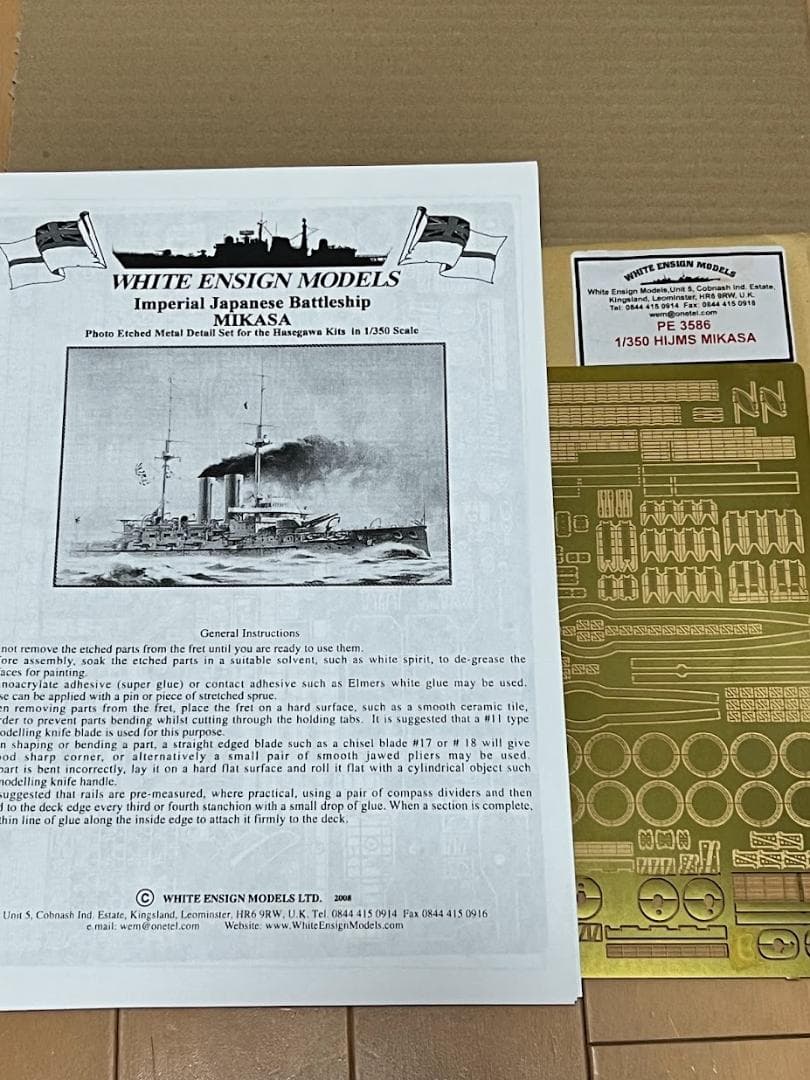 WHITE ENSIGN MODELS
Imperial Japanese Battleship
MIKASA
Photo Etched Metal Detail Set for the Hasegawa Kits in 1/350 Scale
General Instructions
not remove the etched parts from the fret until you are ready to use them.
ore assembly, soak the etched parts in a suitable solvent, such as white spirit, to de-grease the
aces for painting.
noacrylate adhesive (super glue) or contact adhesive such as Elmers white glue may be used.
se can be applied with a pin or piece of stretched sprue.
en removing parts from the fret, place the fret on a hard surface, such as a smooth ceramic tile,
rder to prevent parts bending whilst cutting through the holding tabs. It is suggested that a #11 type
odelling knife blade is used for this purpose.
n shaping or bending a part, a straight edged blade such as a chisel blade #17 or # 18 will give
ood sharp corner, or alternatively a small pair of smooth jawed pliers may be used.
part is bent incorrectly, lay it on a hard flat surface and roll it flat with a cylindrical object such
modelling knife handle.
suggested that rails are pre-measured, where practical, using a pair of compass dividers and then
d to the deck edge every third or fourth stanchion with a small drop of glue. When a section is complete,
thin line of glue along the inside edge to attach it firmly to the deck.
© WHITE ENSIGN MODELS LTD. 2008
Unit 5, Cobnash Ind. Estate, Kingsland, Leominster, HR6 9RW, U.K. Tel. 0844 415 0914 Fax 0844 415 0916
e.mail: wem@onetel.com Website: www.WhiteEnsignModels.com
WHITE ENSIGN MODELS
White Ensign Models,Unit 5, Cobnash Ind. Estate,
Kingsland, Leominster, HR6 9RW, U.K.
Tel: 0844 415 0914 Fax: 0844 415 0916
wem@onetel.com
PE 3586
1/350 HIJMS MIKASA